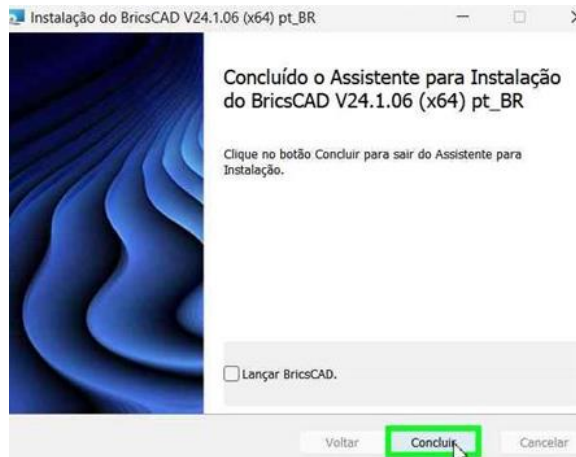 Instalação do BricsCAD V24.1.06 (x64) pt_BR
Concluído o Assistente para Instalação
do BricsCAD V24.1.06 (x64) pt_BR
Clique no botão Concluir para sair do Assistente para
Instalação.
Lançar BricsCAD.
Voltar Concluir Cancelar